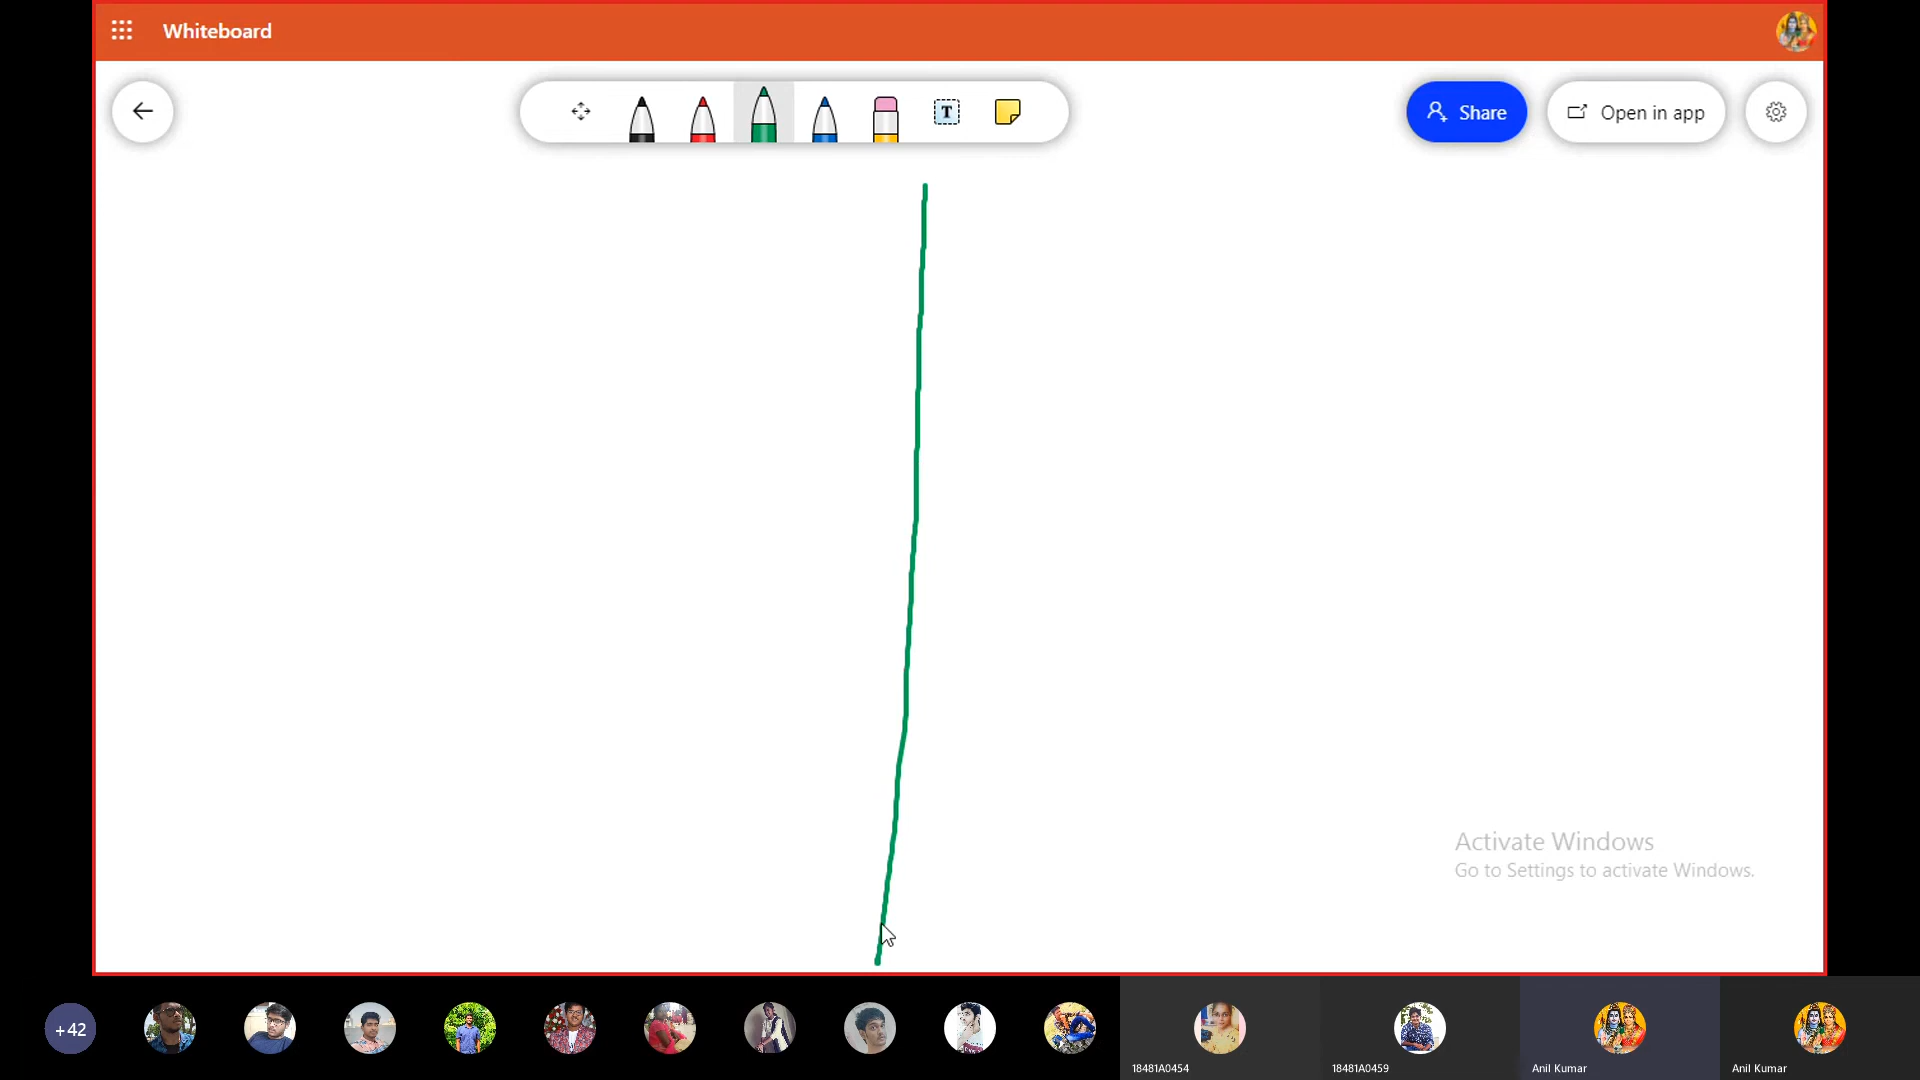 Whiteboard
T
Share
Open in app
Activate Windows
Go to Settings to activate Windows.
+42
18481A0454
18481A0459
Anil Kumar
Anil Kumar